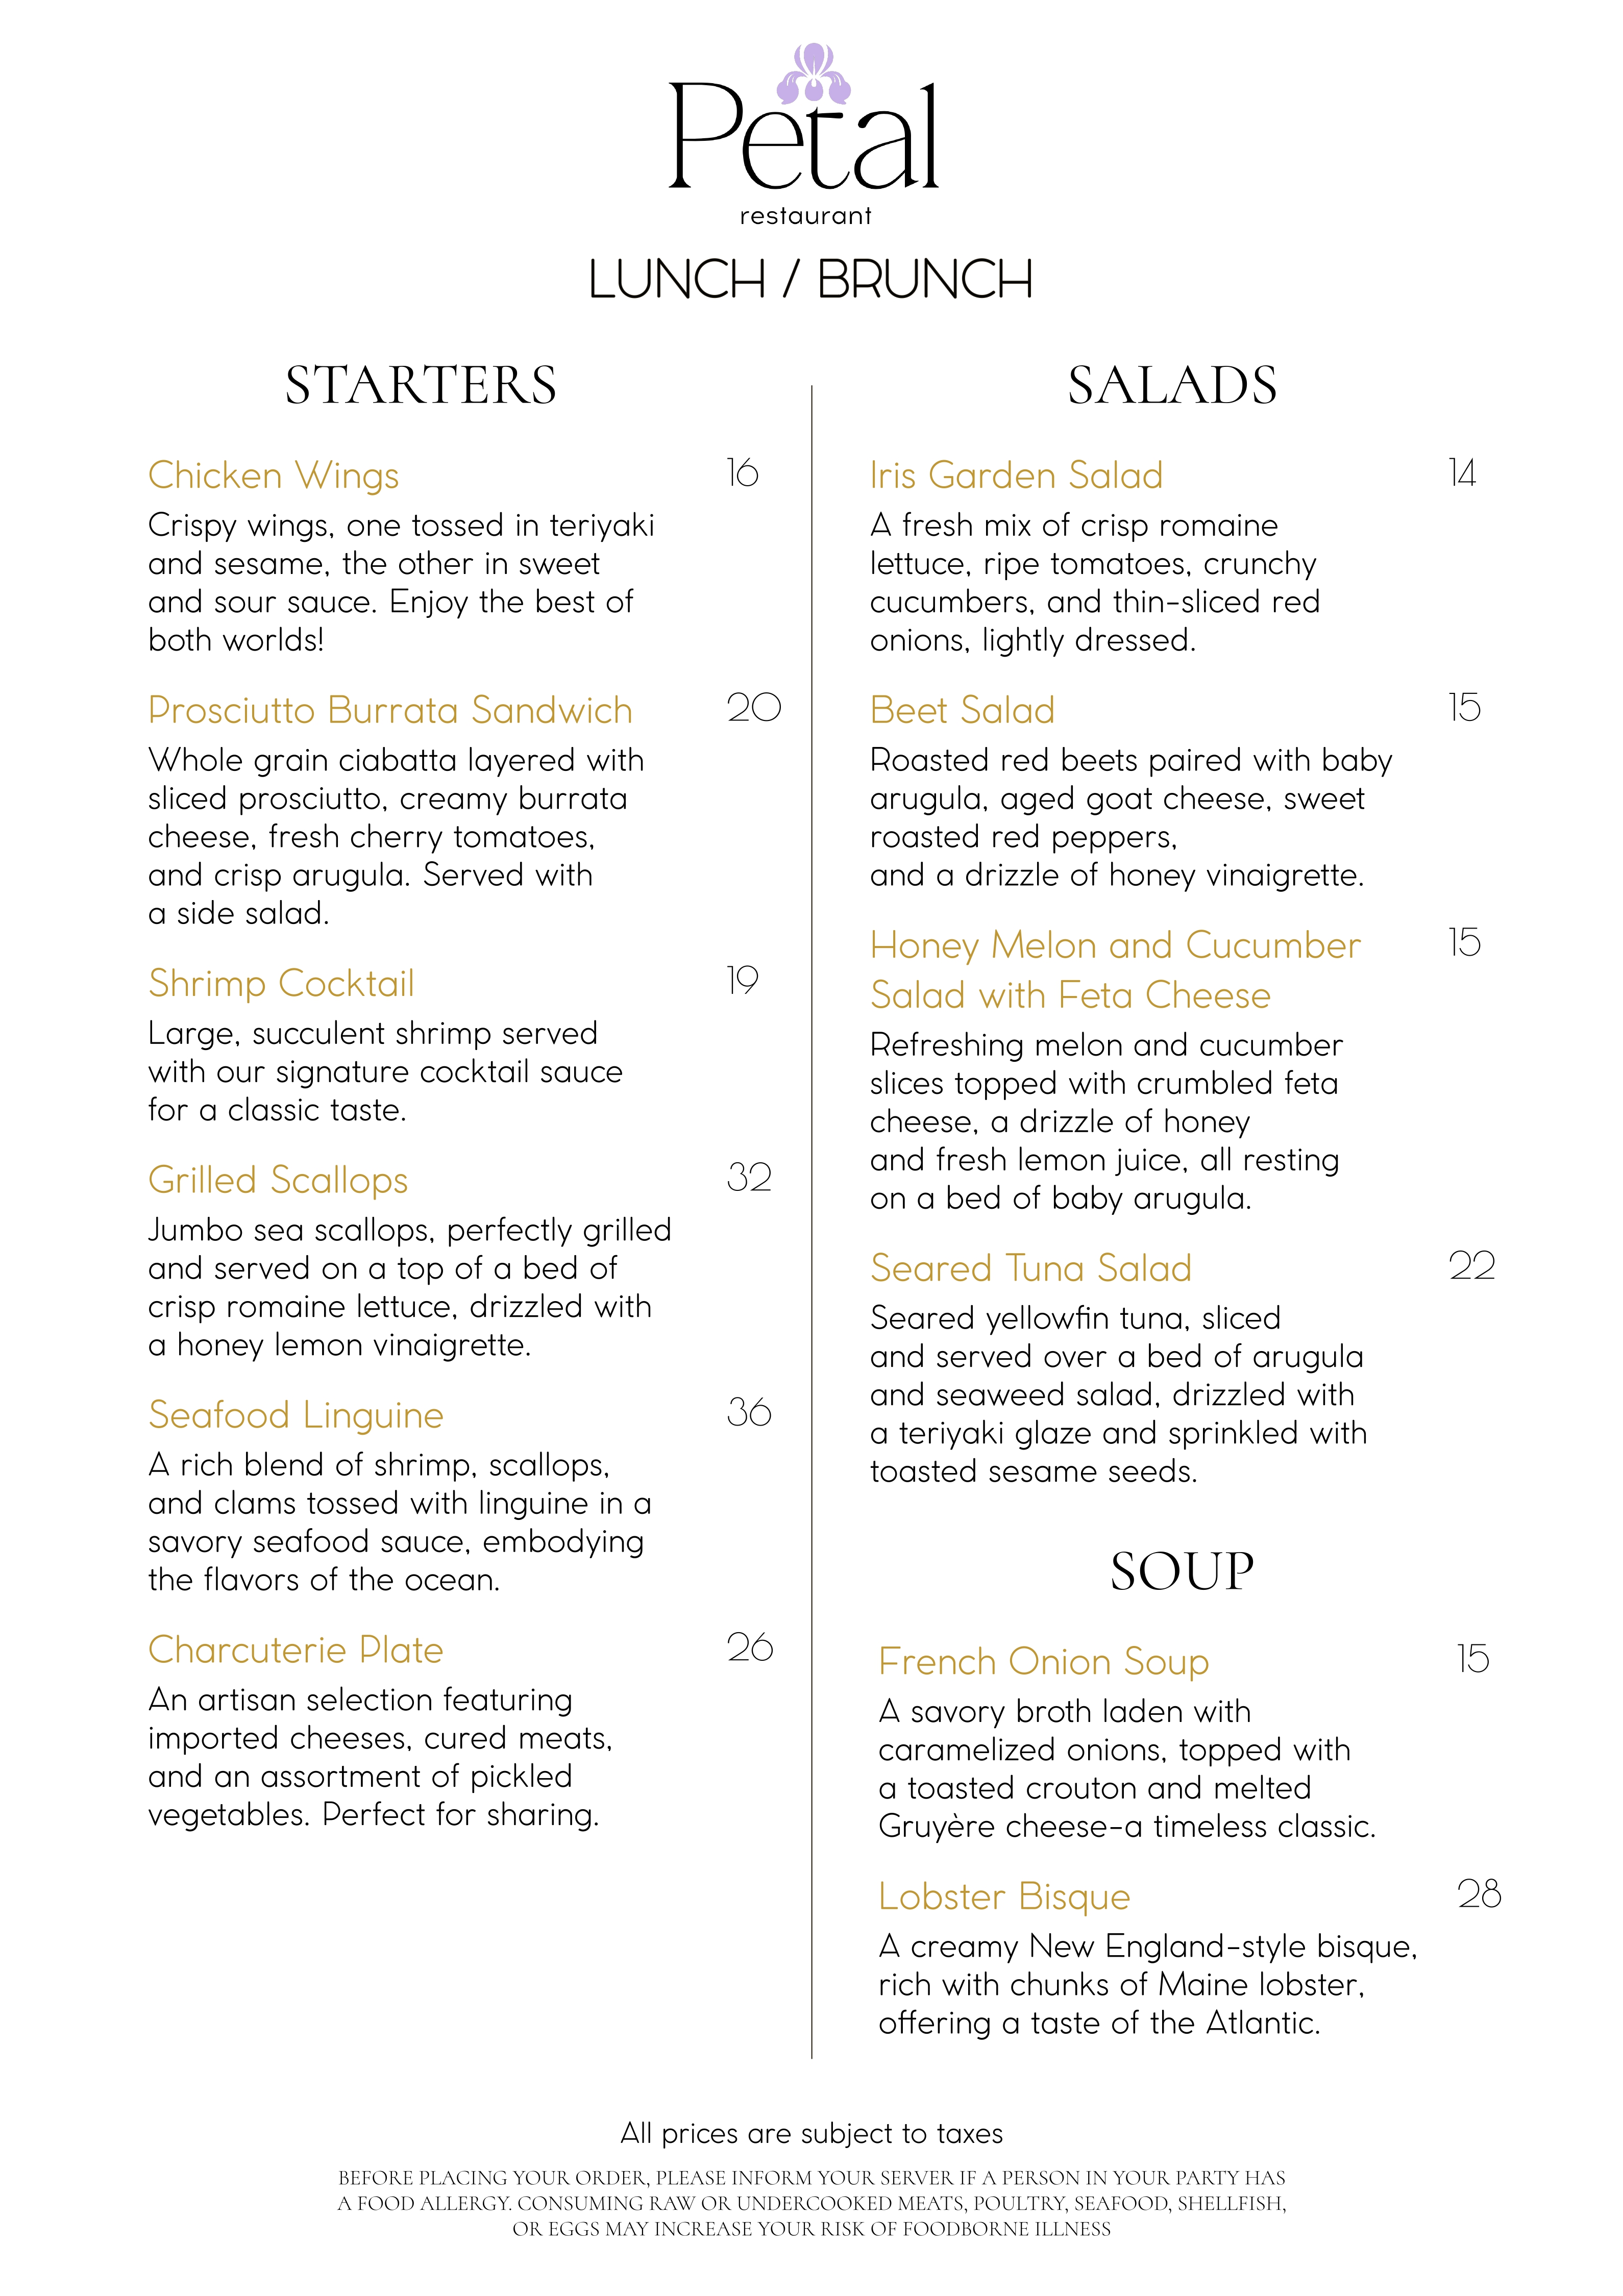 Petal
restaurant
LUNCH / BRUNCH
STARTERS
Chicken Wings 16
Crispy wings, one tossed in teriyaki
and sesame, the other in sweet
and sour sauce. Enjoy the best of
both worlds!
Prosciutto Burrata Sandwich 20
Whole grain ciabatta layered with
sliced prosciutto, creamy burrata
cheese, fresh cherry tomatoes,
and crisp arugula. Served with
a side salad.
Shrimp Cocktail 19
Large, succulent shrimp served
with our signature cocktail sauce
for a classic taste.
Grilled Scallops 32
Jumbo sea scallops, perfectly grilled
and served on a top of a bed of
crisp romaine lettuce, drizzled with
a honey lemon vinaigrette.
Seafood Linguine 36
A rich blend of shrimp, scallops,
and clams tossed with linguine in a
savory seafood sauce, embodying
the flavors of the ocean.
Charcuterie Plate 26
An artisan selection featuring
imported cheeses, cured meats,
and an assortment of pickled
vegetables. Perfect for sharing.
SALADS
Iris Garden Salad 14
A fresh mix of crisp romaine
lettuce, ripe tomatoes, crunchy
cucumbers, and thin-sliced red
onions, lightly dressed.
Beet Salad 15
Roasted red beets paired with baby
arugula, aged goat cheese, sweet
roasted red peppers,
and a drizzle of honey vinaigrette.
Honey Melon and Cucumber 15
Salad with Feta Cheese
Refreshing melon and cucumber
slices topped with crumbled feta
cheese, a drizzle of honey
and fresh lemon juice, all resting
on a bed of baby arugula.
Seared Tuna Salad 22
Seared yellowfin tuna, sliced
and served over a bed of arugula
and seaweed salad, drizzled with
a teriyaki glaze and sprinkled with
toasted sesame seeds.
SOUP
French Onion Soup 15
A savory broth laden with
caramelized onions, topped with
a toasted crouton and melted
Gruyère cheese-a timeless classic.
Lobster Bisque 28
A creamy New England-style bisque,
rich with chunks of Maine lobster,
offering a taste of the Atlantic.
All prices are subject to taxes
BEFORE PLACING YOUR ORDER, PLEASE INFORM YOUR SERVER IF A PERSON IN YOUR PARTY HAS
A FOOD ALLERGY. CONSUMING RAW OR UNDERCOOKED MEATS, POULTRY, SEAFOOD, SHELLFISH,
OR EGGS MAY INCREASE YOUR RISK OF FOODBORNE ILLNESS